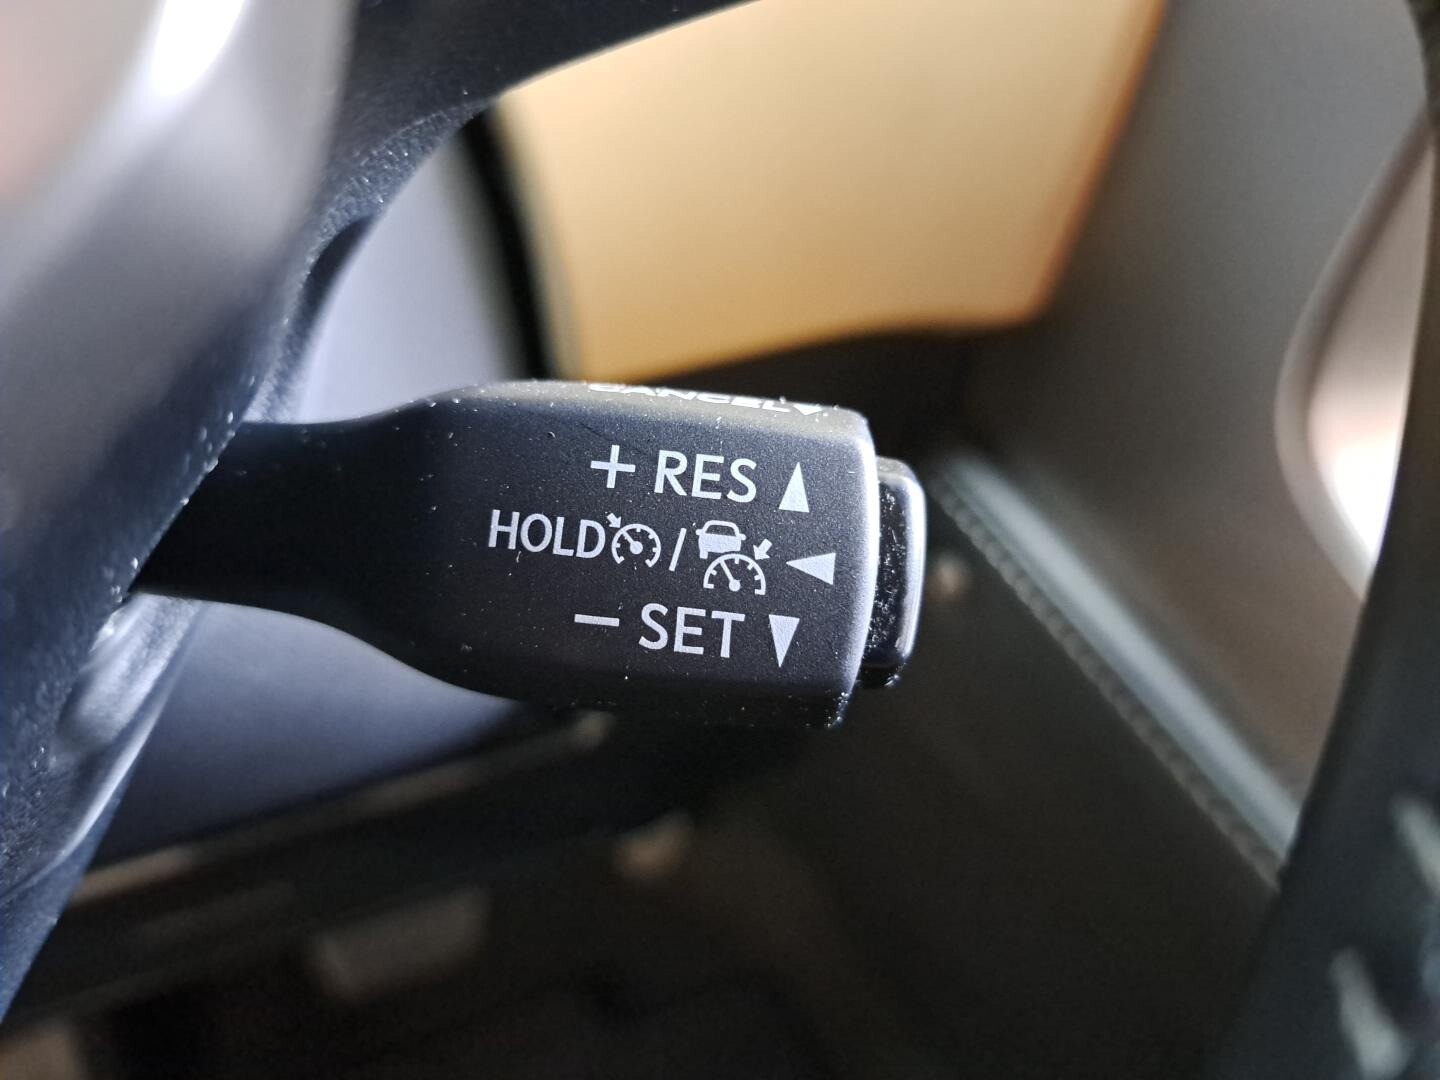 CANCEL▼
+ RES ▲
HOLD / ◀
− SET ▼